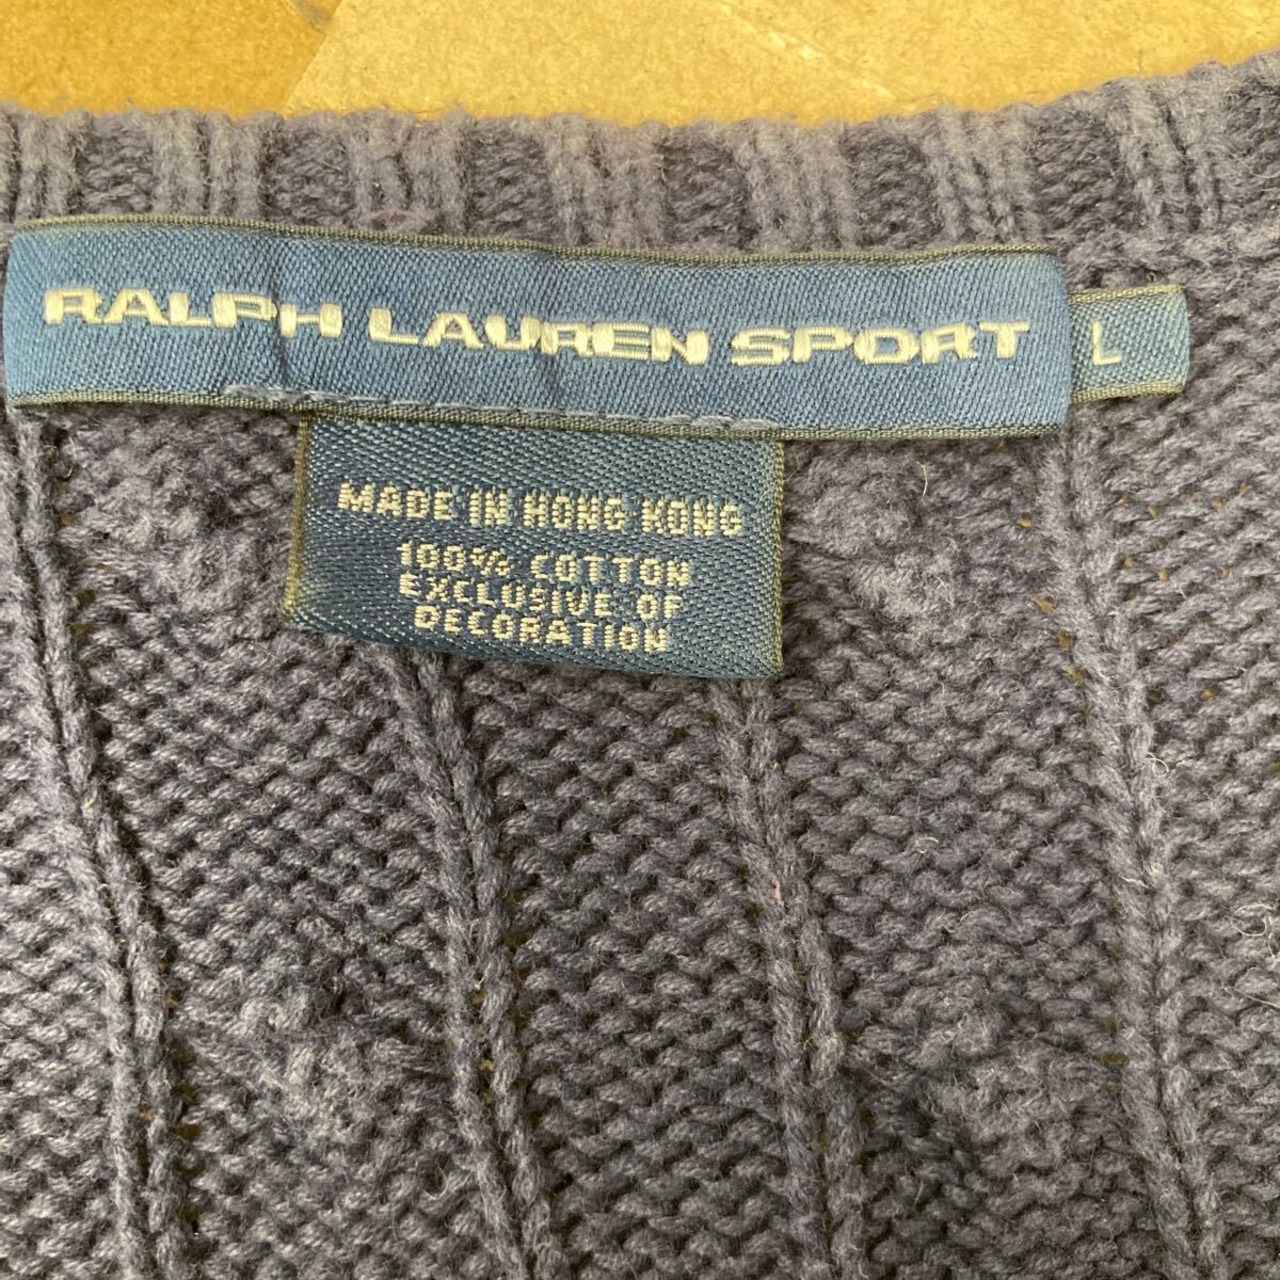 RALPH LAUREN SPORT
L
MADE IN HONG KONG
100% COTTON
EXCLUSIVE OF
DECORATION